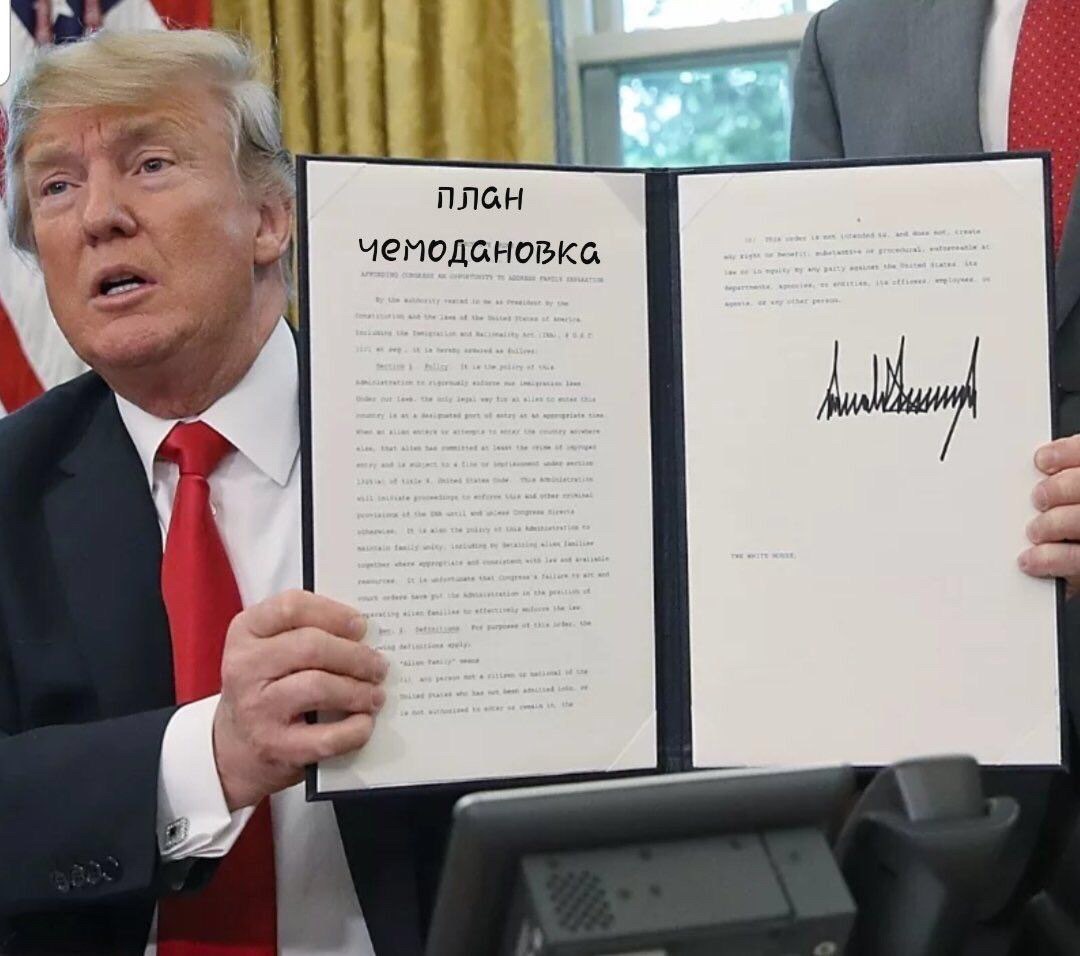 план
чемодановка
AFFORDING CONGRESS AN OPPORTUNITY TO ADDRESS FAMILY SEPARATION
By the authority vested in me as President by the
Constitution and the laws of the United States of America,
including the Immigration and Nationality Act (INA), 8 U.S.C.
1101 et seq., it is hereby ordered as follows:
Section 1. Policy. It is the policy of this
Administration to rigorously enforce our immigration laws.
Under our laws, the only legal way for an alien to enter this
country is at a designated port of entry at an appropriate time.
When an alien enters or attempts to enter the country anywhere
else, that alien has committed at least the crime of improper
entry and is subject to a fine or imprisonment under section
1325(a) of title 8, United States Code. This Administration
will initiate proceedings to enforce this and other criminal
provisions of the INA until and unless Congress directs
otherwise. It is also the policy of this Administration to
maintain family unity, including by detaining alien families
together where appropriate and consistent with law and available
resources. It is unfortunate that Congress's failure to act and
court orders have put the Administration in the position of
separating alien families to effectively enforce the law.
Sec. 2. Definitions. For purposes of this order, the
definitions apply:
"Alien family" means
(i) any person not a citizen or national of the
United States who has not been admitted into, or
is not authorized to enter or remain in, the
This order is not intended to, and does not, create
any right or benefit, substantive or procedural, enforceable at
law or in equity by any party against the United States, its
departments, agencies, or entities, its officers, employees, or
agents, or any other person.
THE WHITE HOUSE,